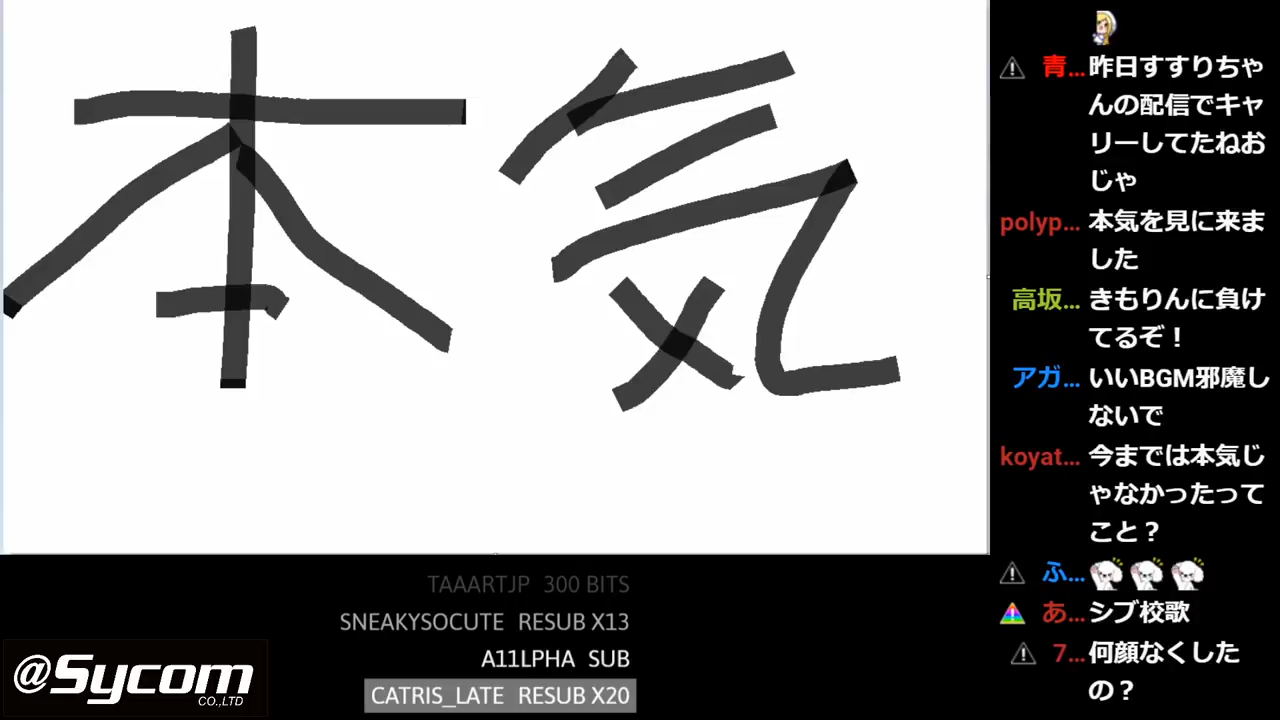 本気
青…昨日すすりちゃ
んの配信でキャ
リーしてたねお
じゃ
polyp…本気を見に来ま
した
高坂…きもりんに負け
てるぞ！
アガ…いいBGM邪魔し
ないで
koyat…今までは本気じ
ゃなかったって
こと？
ふ…
あ…シブ校歌
7…何顔なくした
の？
TAAARTJP 300 BITS
SNEAKYSOCUTE RESUB X13
A11LPHA SUB
CATRIS_LATE RESUB X20
@Sycom
CO.,LTD